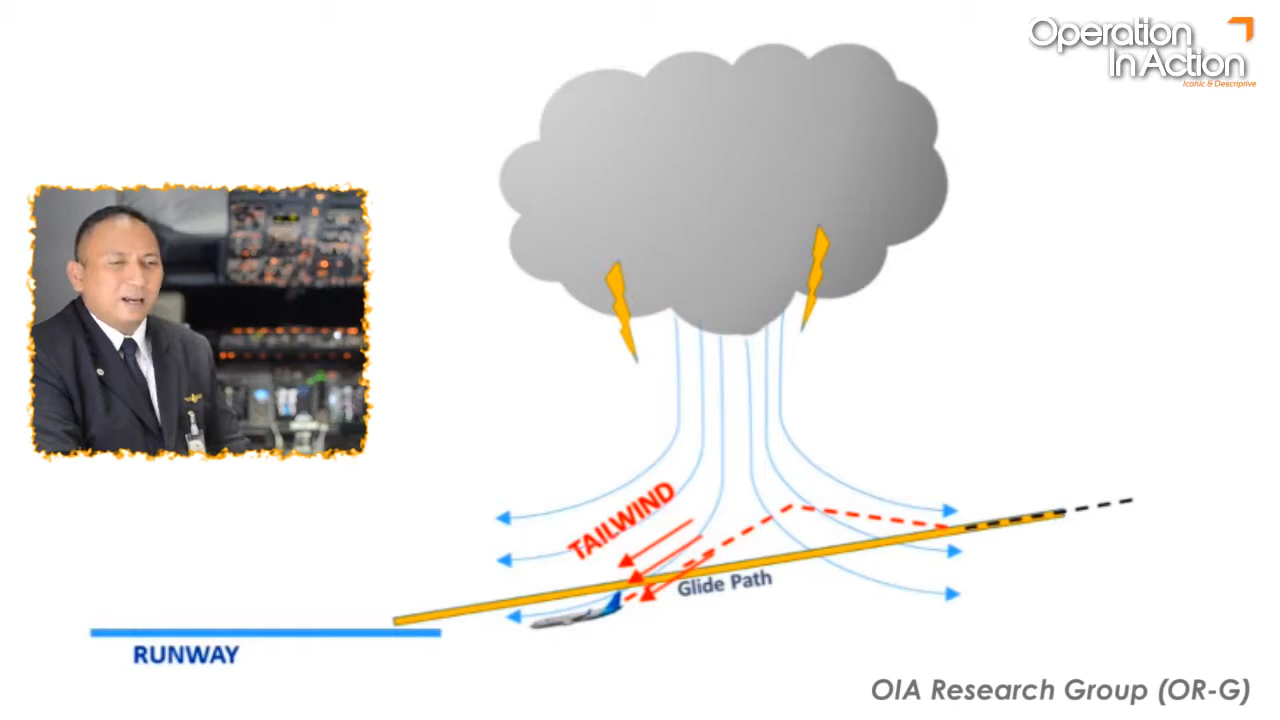 Operation
In Action
Iconic & Descriptive
TAILWIND
Glide Path
RUNWAY
OIA Research Group (OR-G)